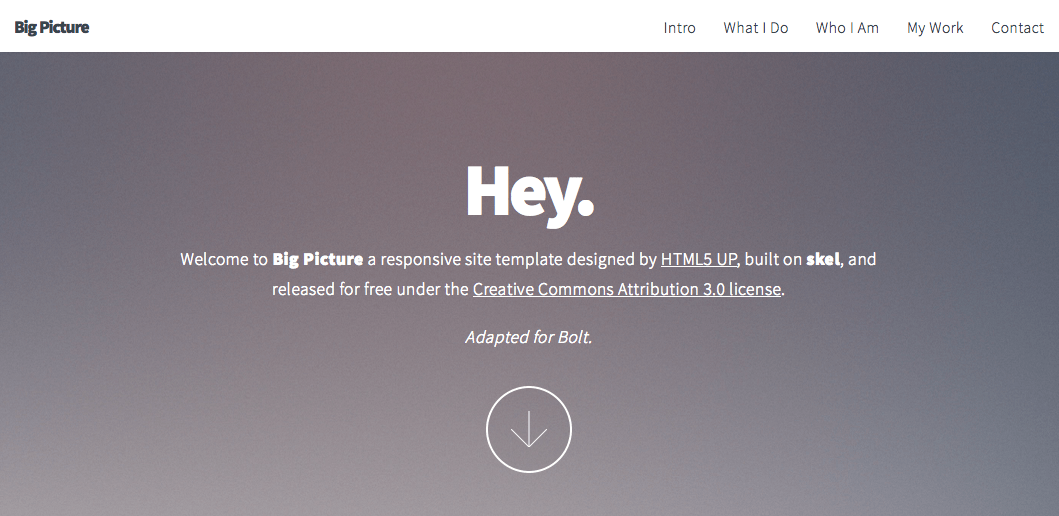 Big Picture
Intro What I Do Who I Am My Work Contact
Hey.
Welcome to Big Picture a responsive site template designed by HTML5 UP, built on skel, and
released for free under the Creative Commons Attribution 3.0 license.
Adapted for Bolt.